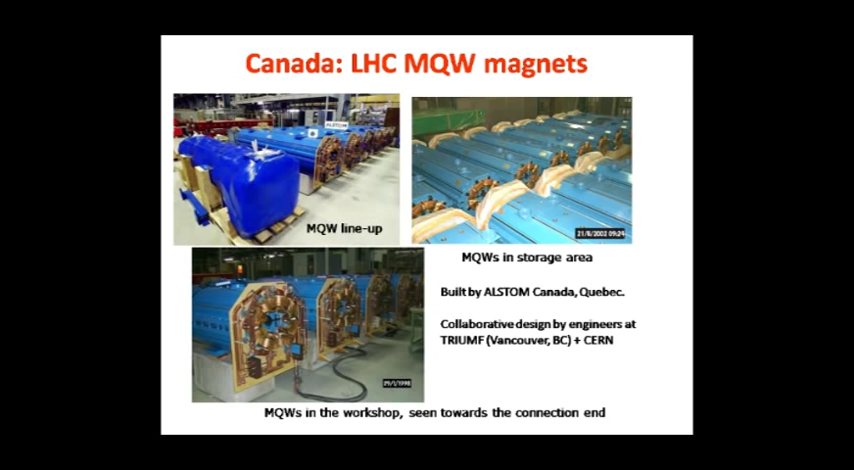 Canada: LHC MQW magnets
ALSTOM
MQW line-up
21/8/2002 09:24
MQWs in storage area
Built by ALSTOM Canada, Quebec.
Collaborative design by engineers at
TRIUMF (Vancouver, BC) + CERN
MQWs in the workshop, seen towards the connection end